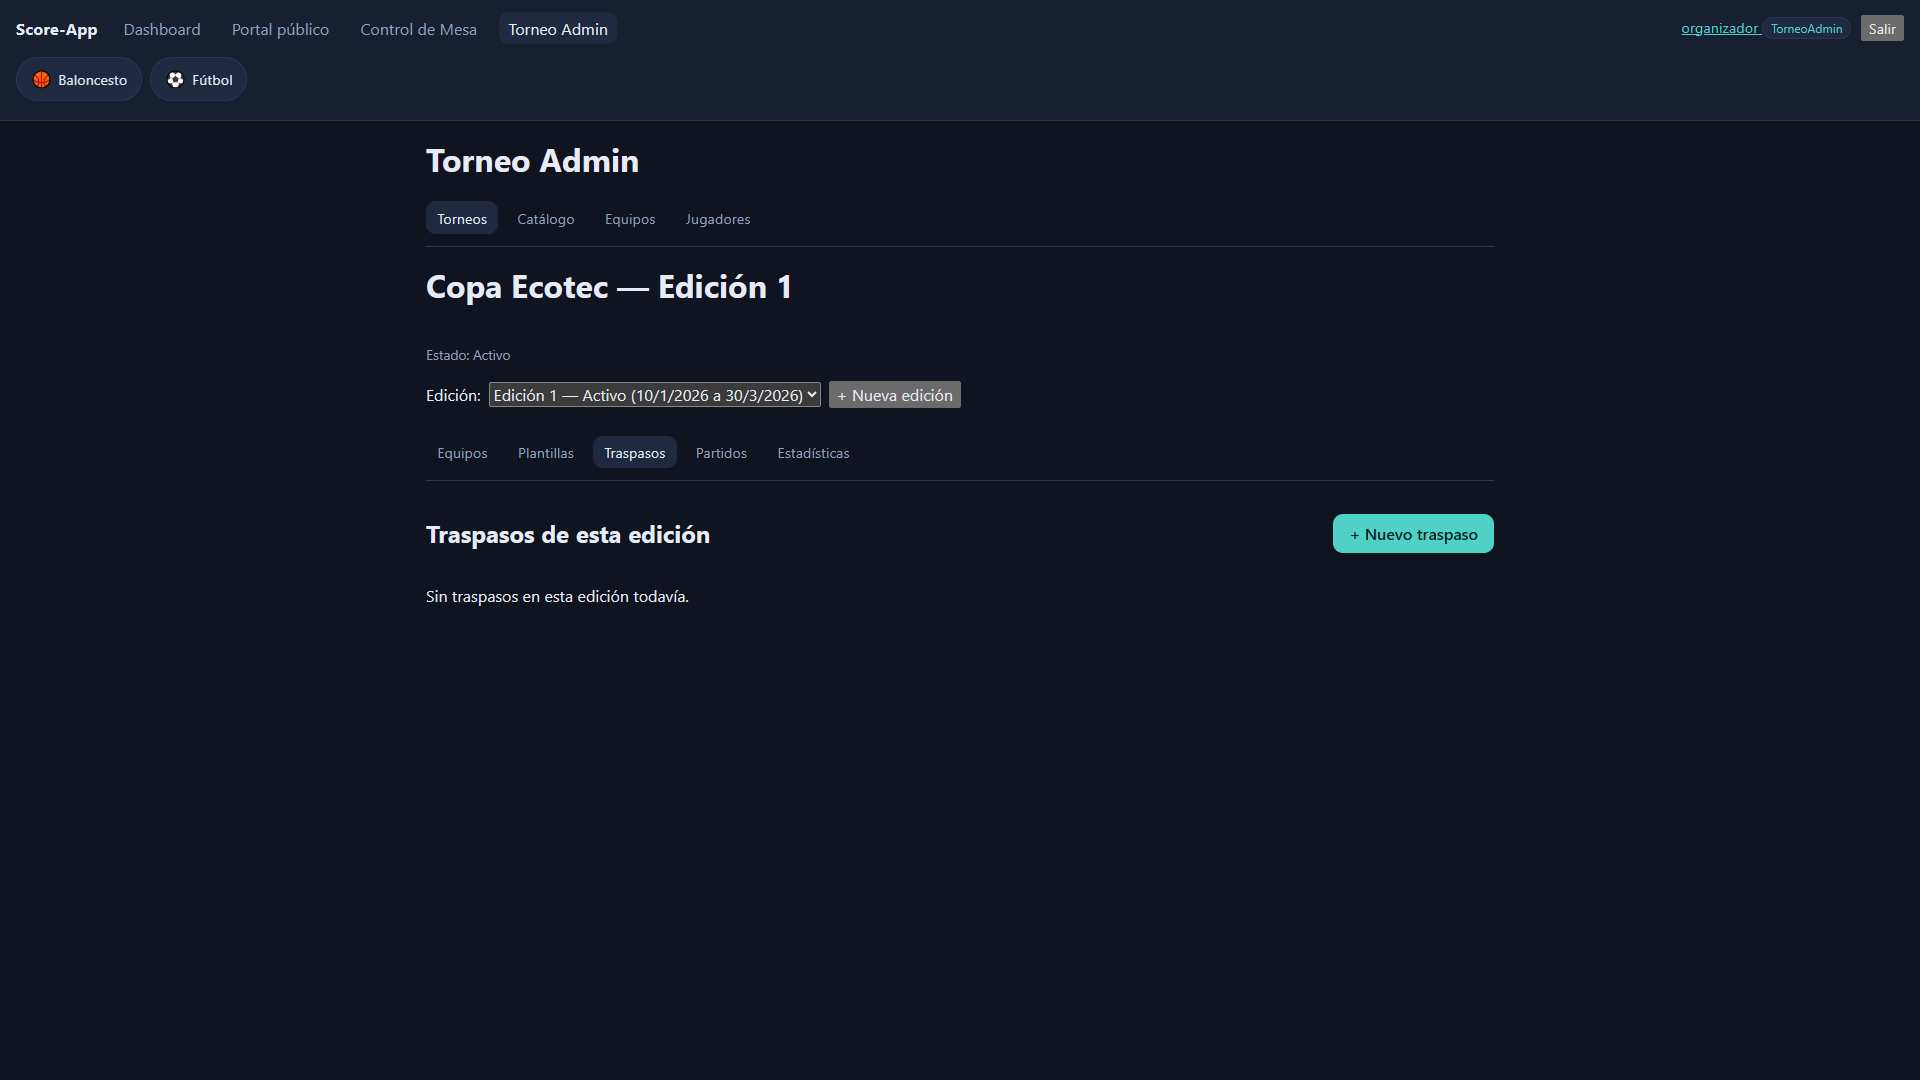 Score-App Dashboard Portal público Control de Mesa Torneo Admin organizador TorneoAdmin Salir
Baloncesto Fútbol
Torneo Admin
Torneos Catálogo Equipos Jugadores
Copa Ecotec — Edición 1
Estado: Activo
Edición: Edición 1 — Activo (10/1/2026 a 30/3/2026) + Nueva edición
Equipos Plantillas Traspasos Partidos Estadísticas
Traspasos de esta edición + Nuevo traspaso
Sin traspasos en esta edición todavía.